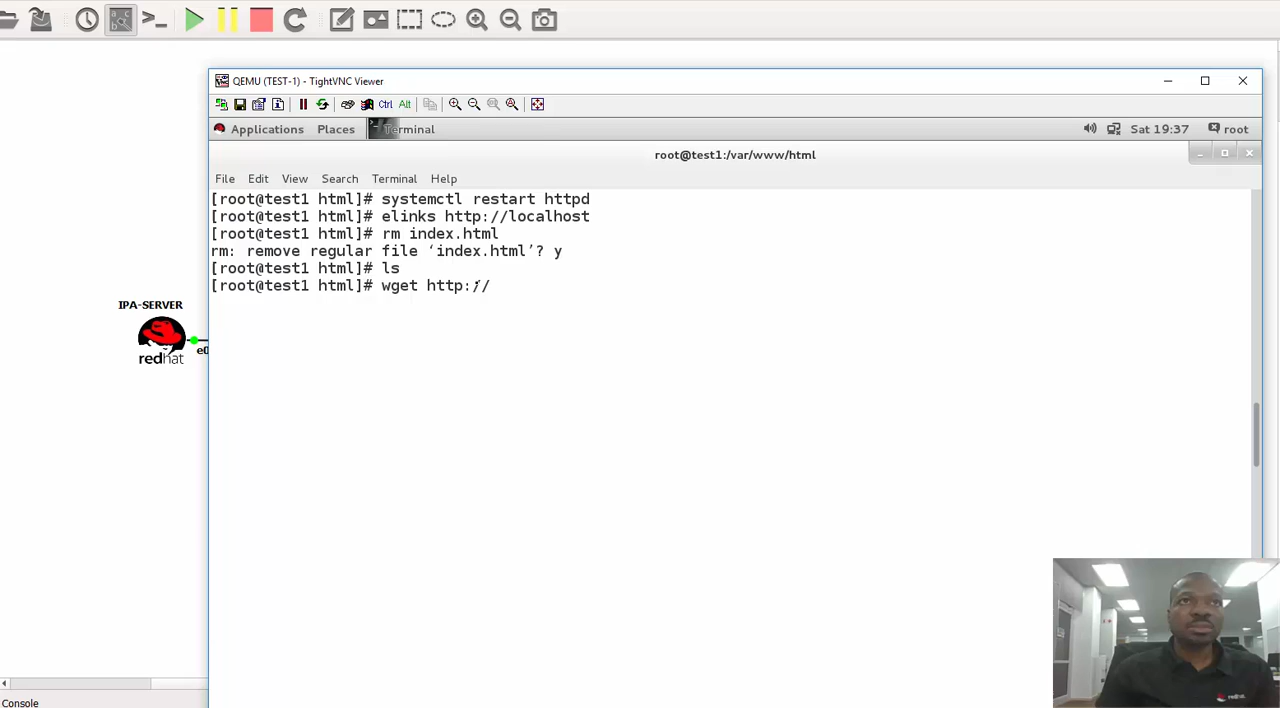 QEMU (TEST-1) - TightVNC Viewer
Ctrl Alt
Applications Places Terminal Sat 19:37 root
root@test1:/var/www/html
File Edit View Search Terminal Help
[root@test1 html]# systemctl restart httpd
[root@test1 html]# elinks http://localhost
[root@test1 html]# rm index.html
rm: remove regular file ‘index.html’? y
[root@test1 html]# ls
[root@test1 html]# wget http://
IPA-SERVER
redhat
e0
Console
redhat